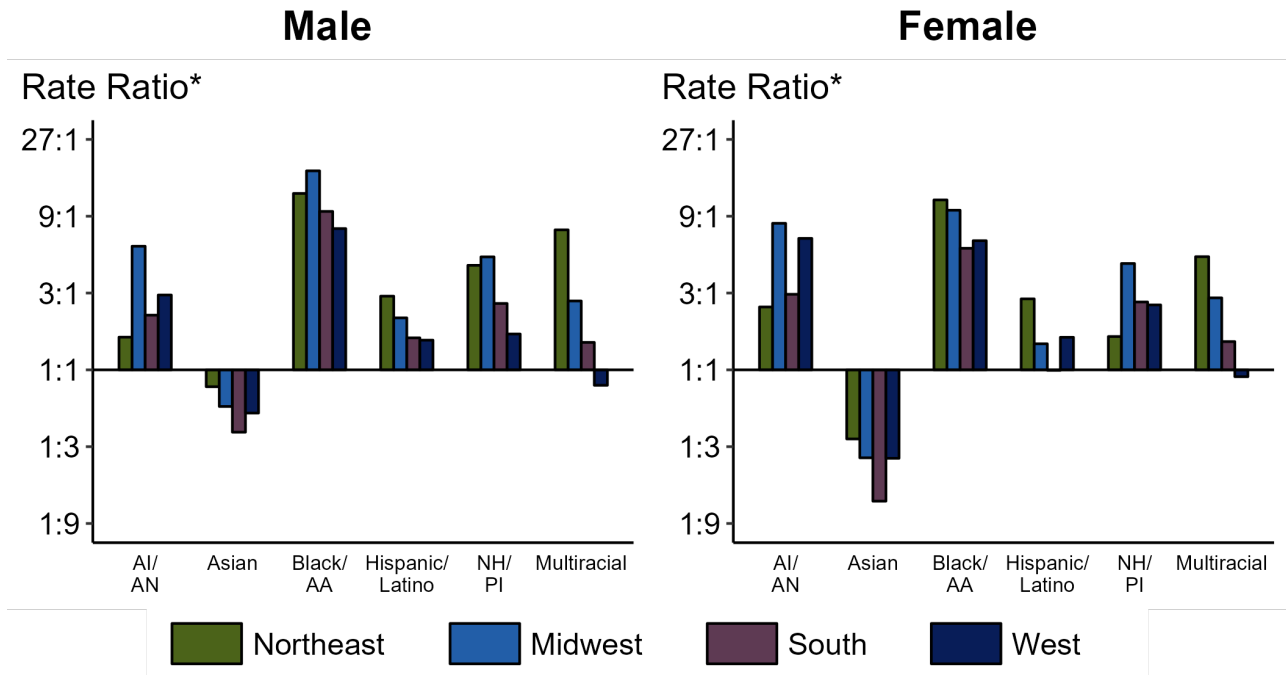 Male
Female
Rate Ratio*
Rate Ratio*
27:1
9:1
3:1
1:1
1:3
1:9
27:1
9:1
3:1
1:1
1:3
1:9
AI/
AN
Asian
Black/
AA
Hispanic/
Latino
NH/
PI
Multiracial
AI/
AN
Asian
Black/
AA
Hispanic/
Latino
NH/
PI
Multiracial
Northeast
Midwest
South
West